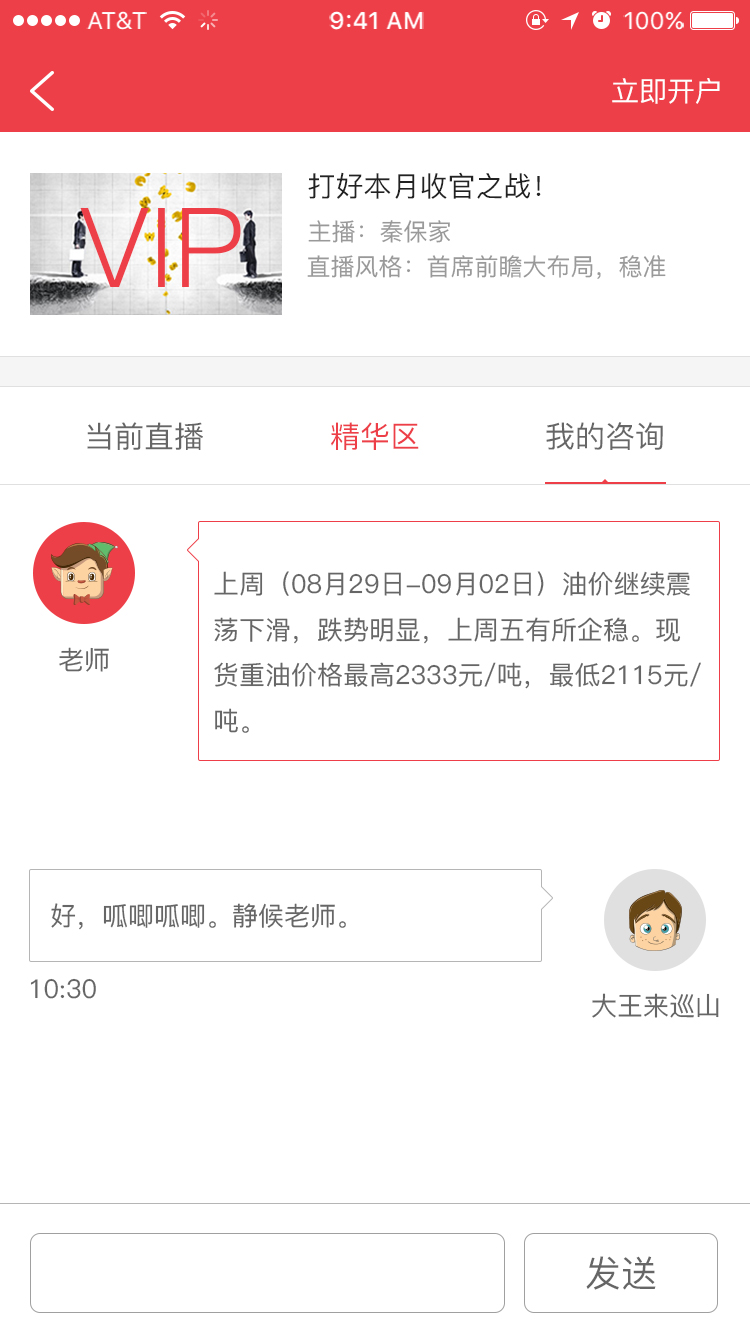 AT&T
9:41 AM
100%
立即开户
VIP
打好本月收官之战!
主播：秦保家
直播风格：首席前瞻大布局，稳准
当前直播
精华区
我的咨询
上周（08月29日-09月02日）油价继续震
荡下滑，跌势明显，上周五有所企稳。现
货重油价格最高2333元/吨，最低2115元/
吨。
老师
好，呱唧呱唧。静候老师。
10:30
大王来巡山
发送